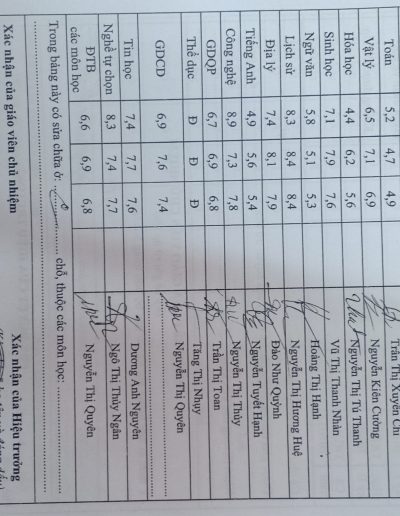 Toán 5,2 4,7 4,9 Trần Thị Xuyến Chi
Vật lý 6,5 7,1 6,9 Nguyễn Kiên Cường
Hóa học 4,4 6,2 5,6 Nguyễn Thị Tú Thanh
Sinh học 7,1 7,9 7,6 Vũ Thị Thanh Nhàn
Ngữ văn 5,8 5,1 5,3 Hoàng Thị Hạnh
Lịch sử 8,3 8,4 8,4 Nguyễn Thị Hương Huệ
Địa lý 7,4 8,1 7,9 Đào Như Quỳnh
Tiếng Anh 4,9 5,6 5,4 Nguyễn Tuyết Hạnh
Công nghệ 8,9 7,3 7,8 Nguyễn Thị Thúy
GDQP 6,7 6,9 6,8 Trần Thị Toan
Thể dục Đ Đ Đ Tăng Thị Nhụy
GDCD 6,9 7,6 7,4 Nguyễn Thị Quyên
Tin học 7,4 7,7 7,6 Dương Anh Nguyên
Nghề tự chọn 8,3 7,4 7,7 Ngô Thị Thúy Ngân
ĐTB
các môn học 6,6 6,9 6,8 Nguyễn Thị Quyên
Trong bảng này có sửa chữa ở: chỗ, thuộc các môn học:
Xác nhận của giáo viên chủ nhiệm Xác nhận của Hiệu trưởng